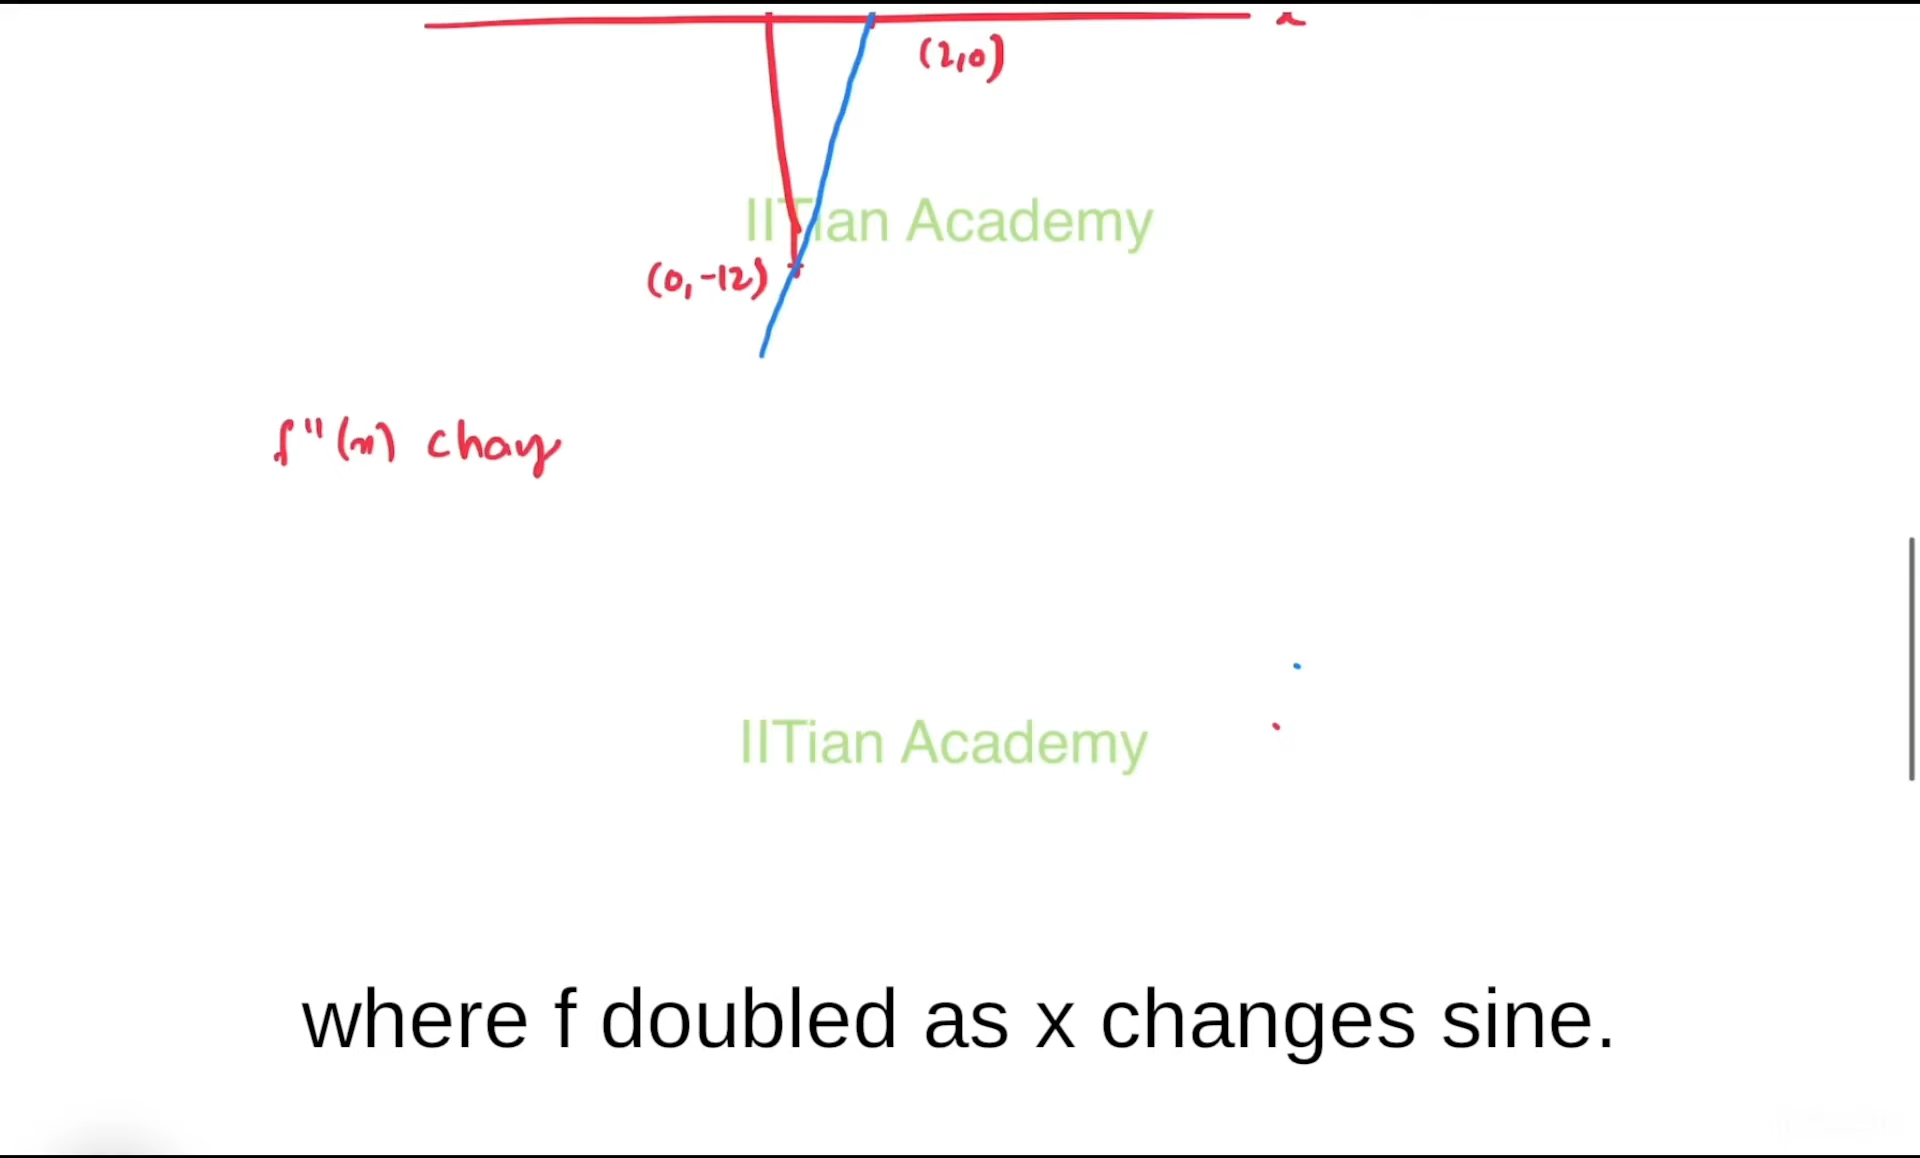 x
(2,0)
IITian Academy
(0,-12)
f"(x) chang
IITian Academy
where f doubled as x changes sine.